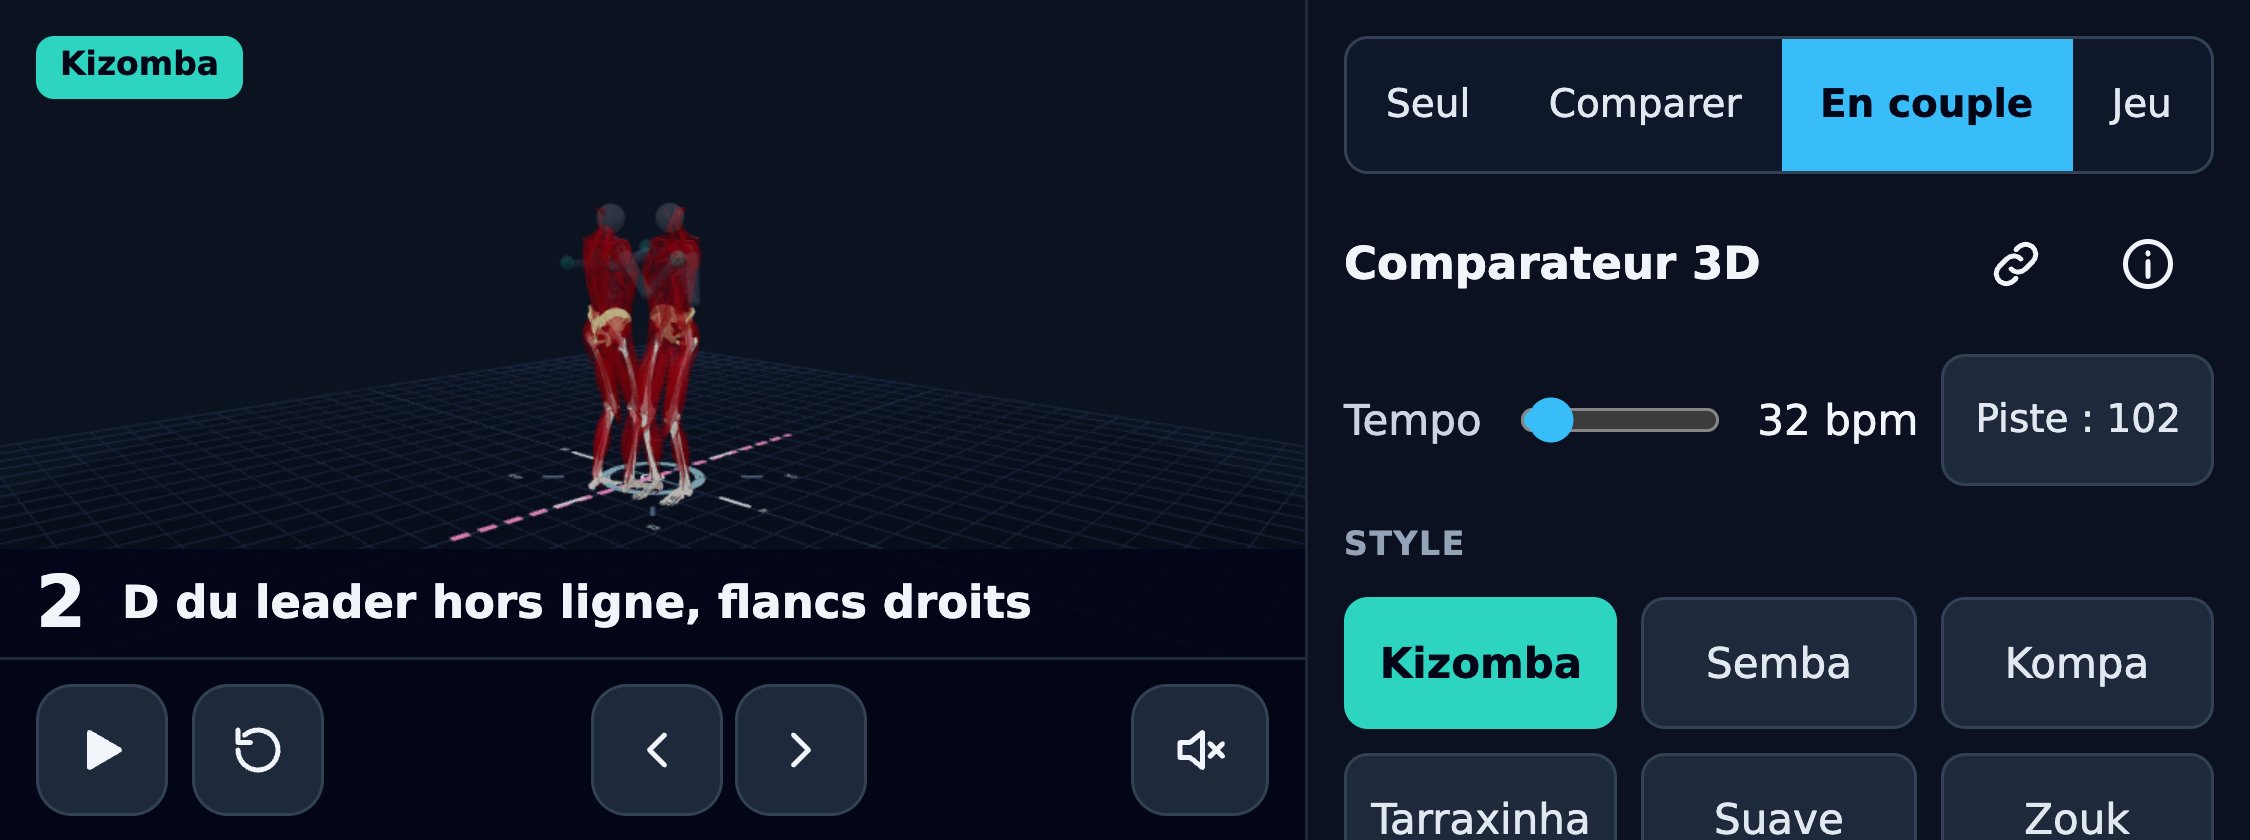 Kizomba
2 D du leader hors ligne, flancs droits
Seul Comparer En couple Jeu
Comparateur 3D
Tempo 32 bpm Piste : 102
STYLE
Kizomba Semba Kompa
Tarraxinha Suave Zouk